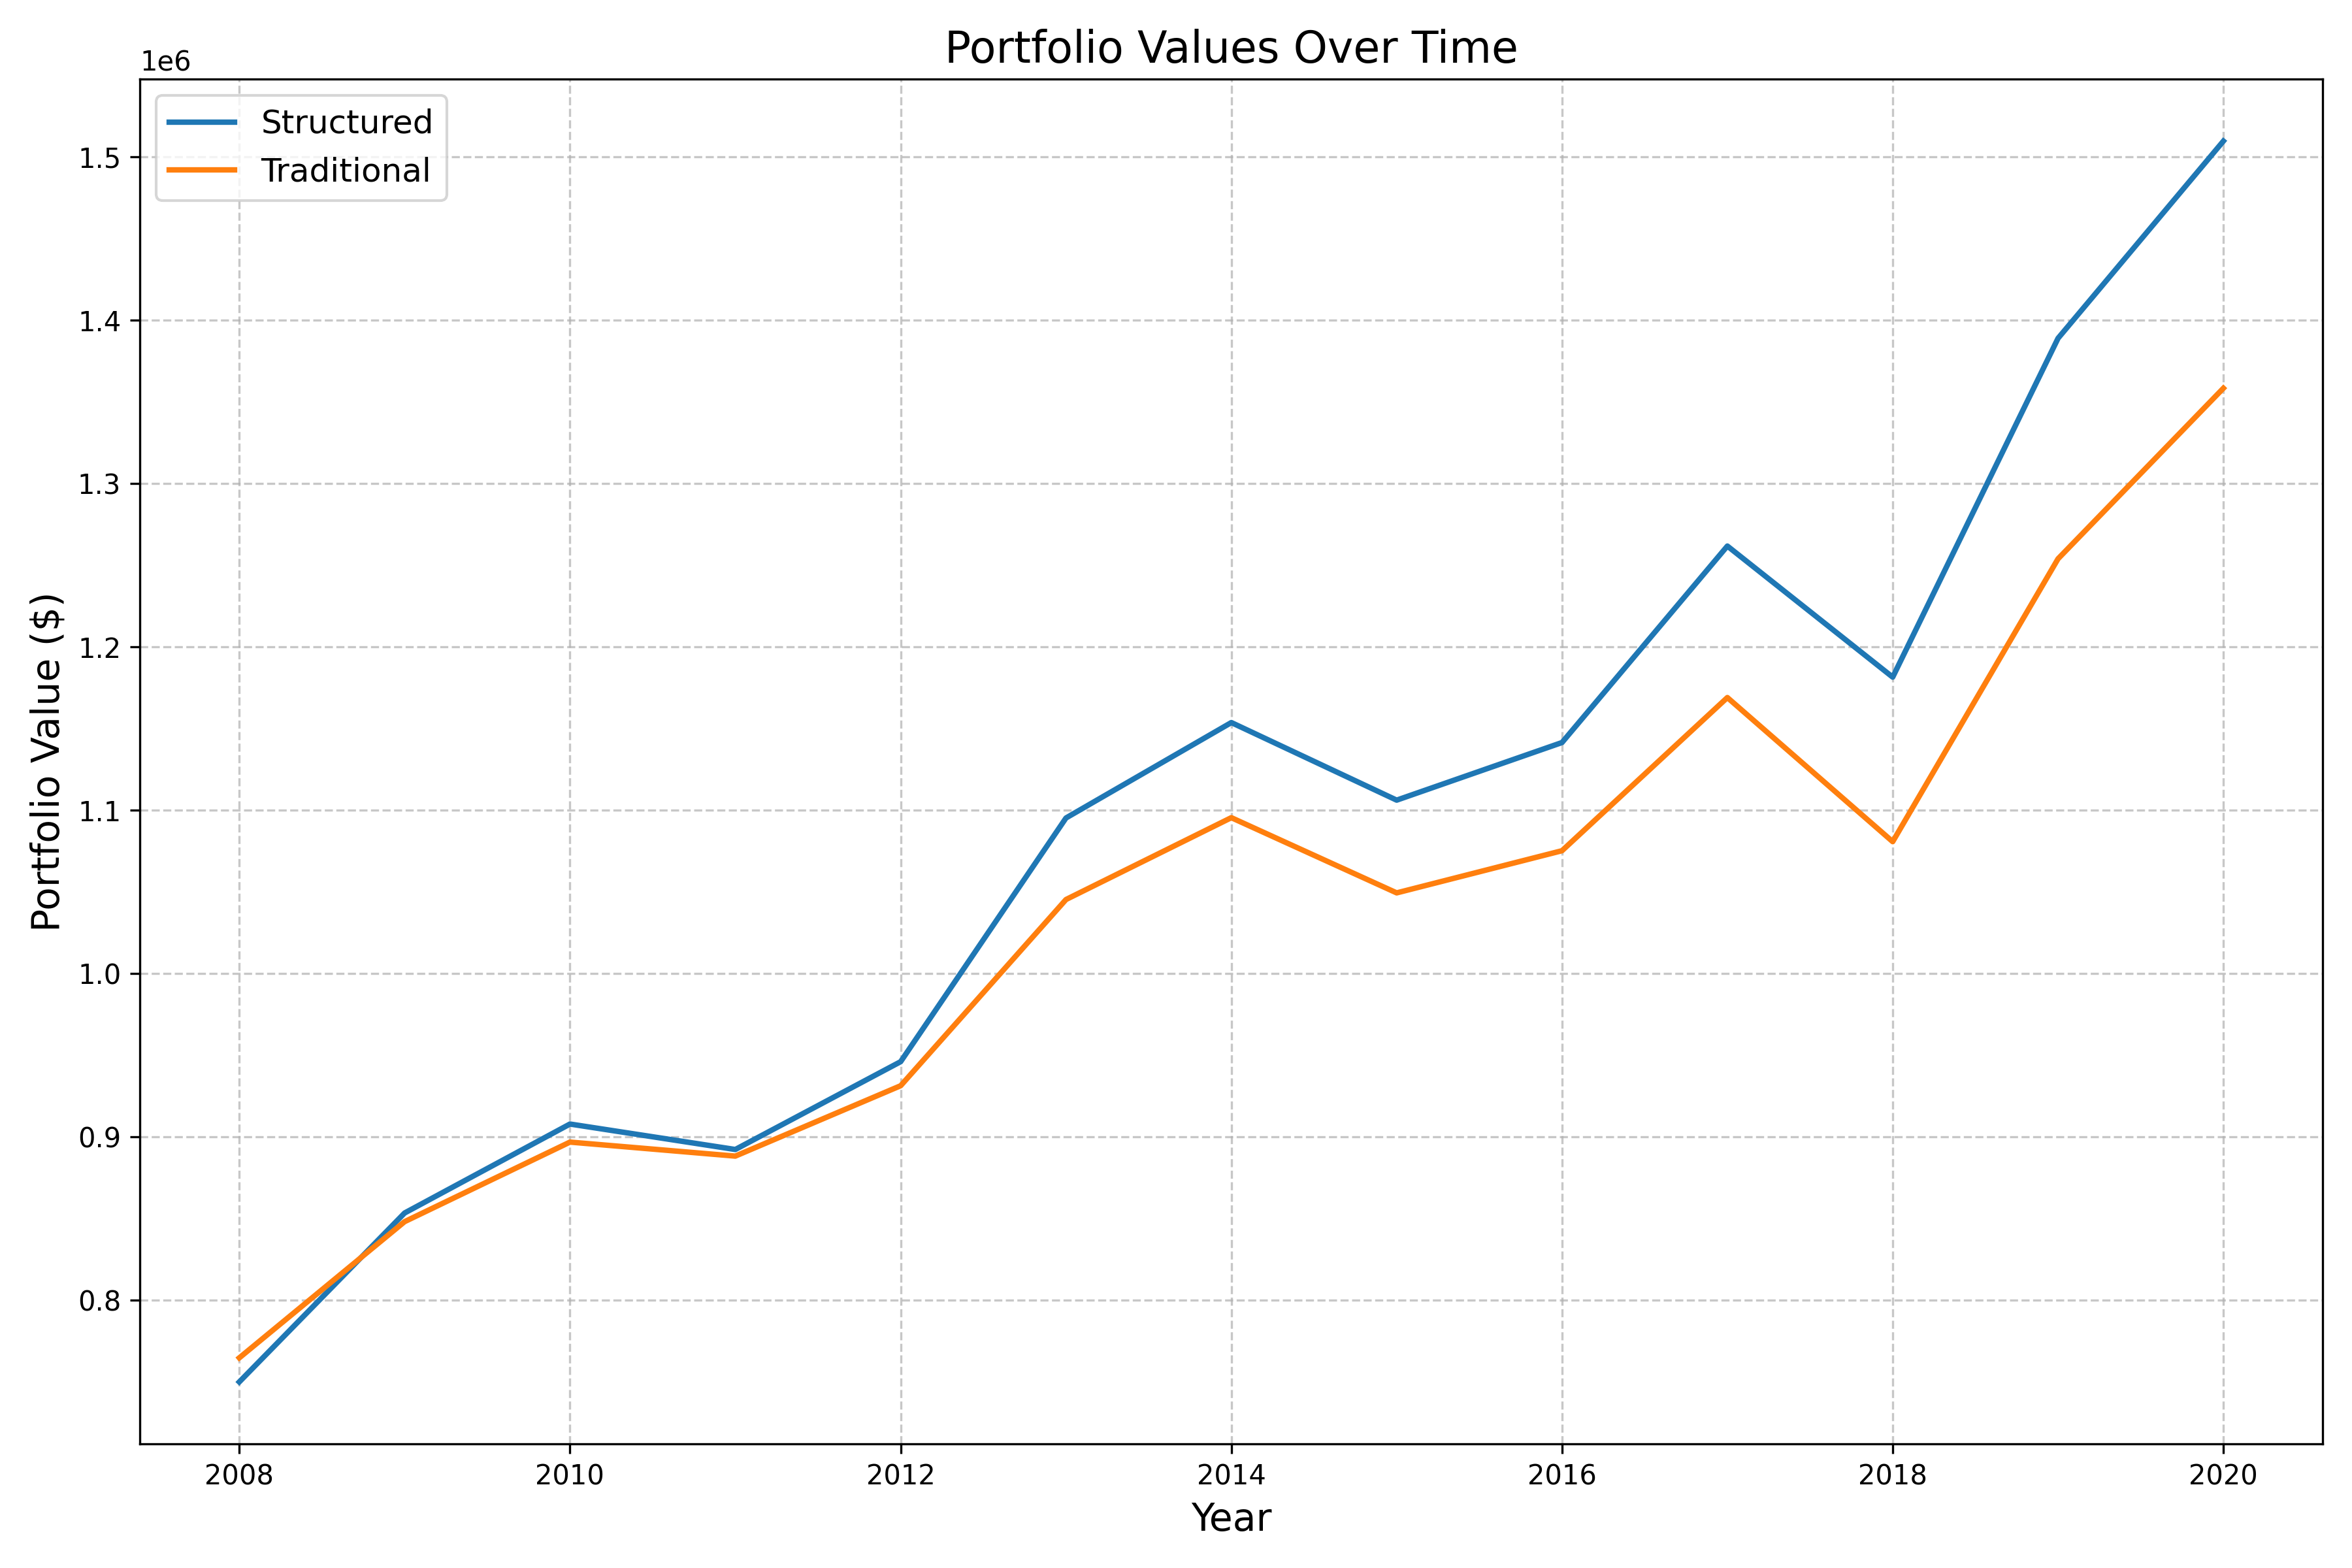 Portfolio Values Over Time
1e6
Structured
Traditional
1.5
1.4
1.3
1.2
1.1
1.0
0.9
0.8
Portfolio Value ($)
2008 2010 2012 2014 2016 2018 2020
Year